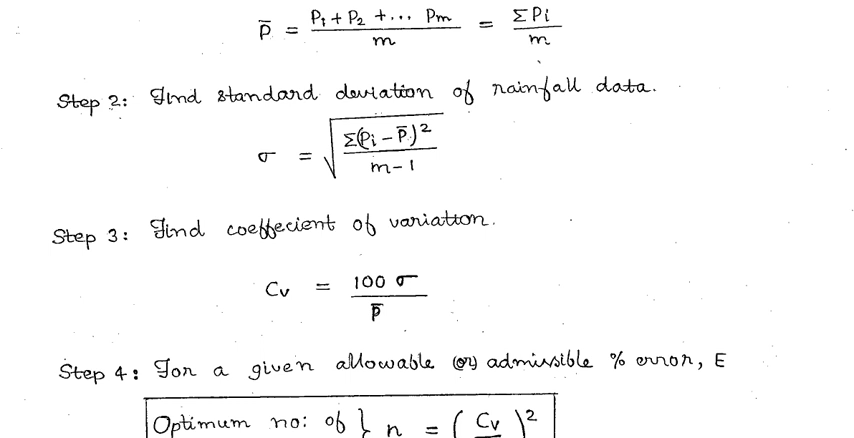 P̄ = (P₁ + P₂ + ... Pm) / m = ΣPi / m
Step 2: Find standard deviation of rainfall data.
σ = √(Σ(Pi – P̄)² / (m – 1))
Step 3: Find coeffecient of variation.
Cv = 100 σ / P̄
Step 4: For a given allowable (or) admissible % error, E
Optimum no: of } n = ( Cv / )²